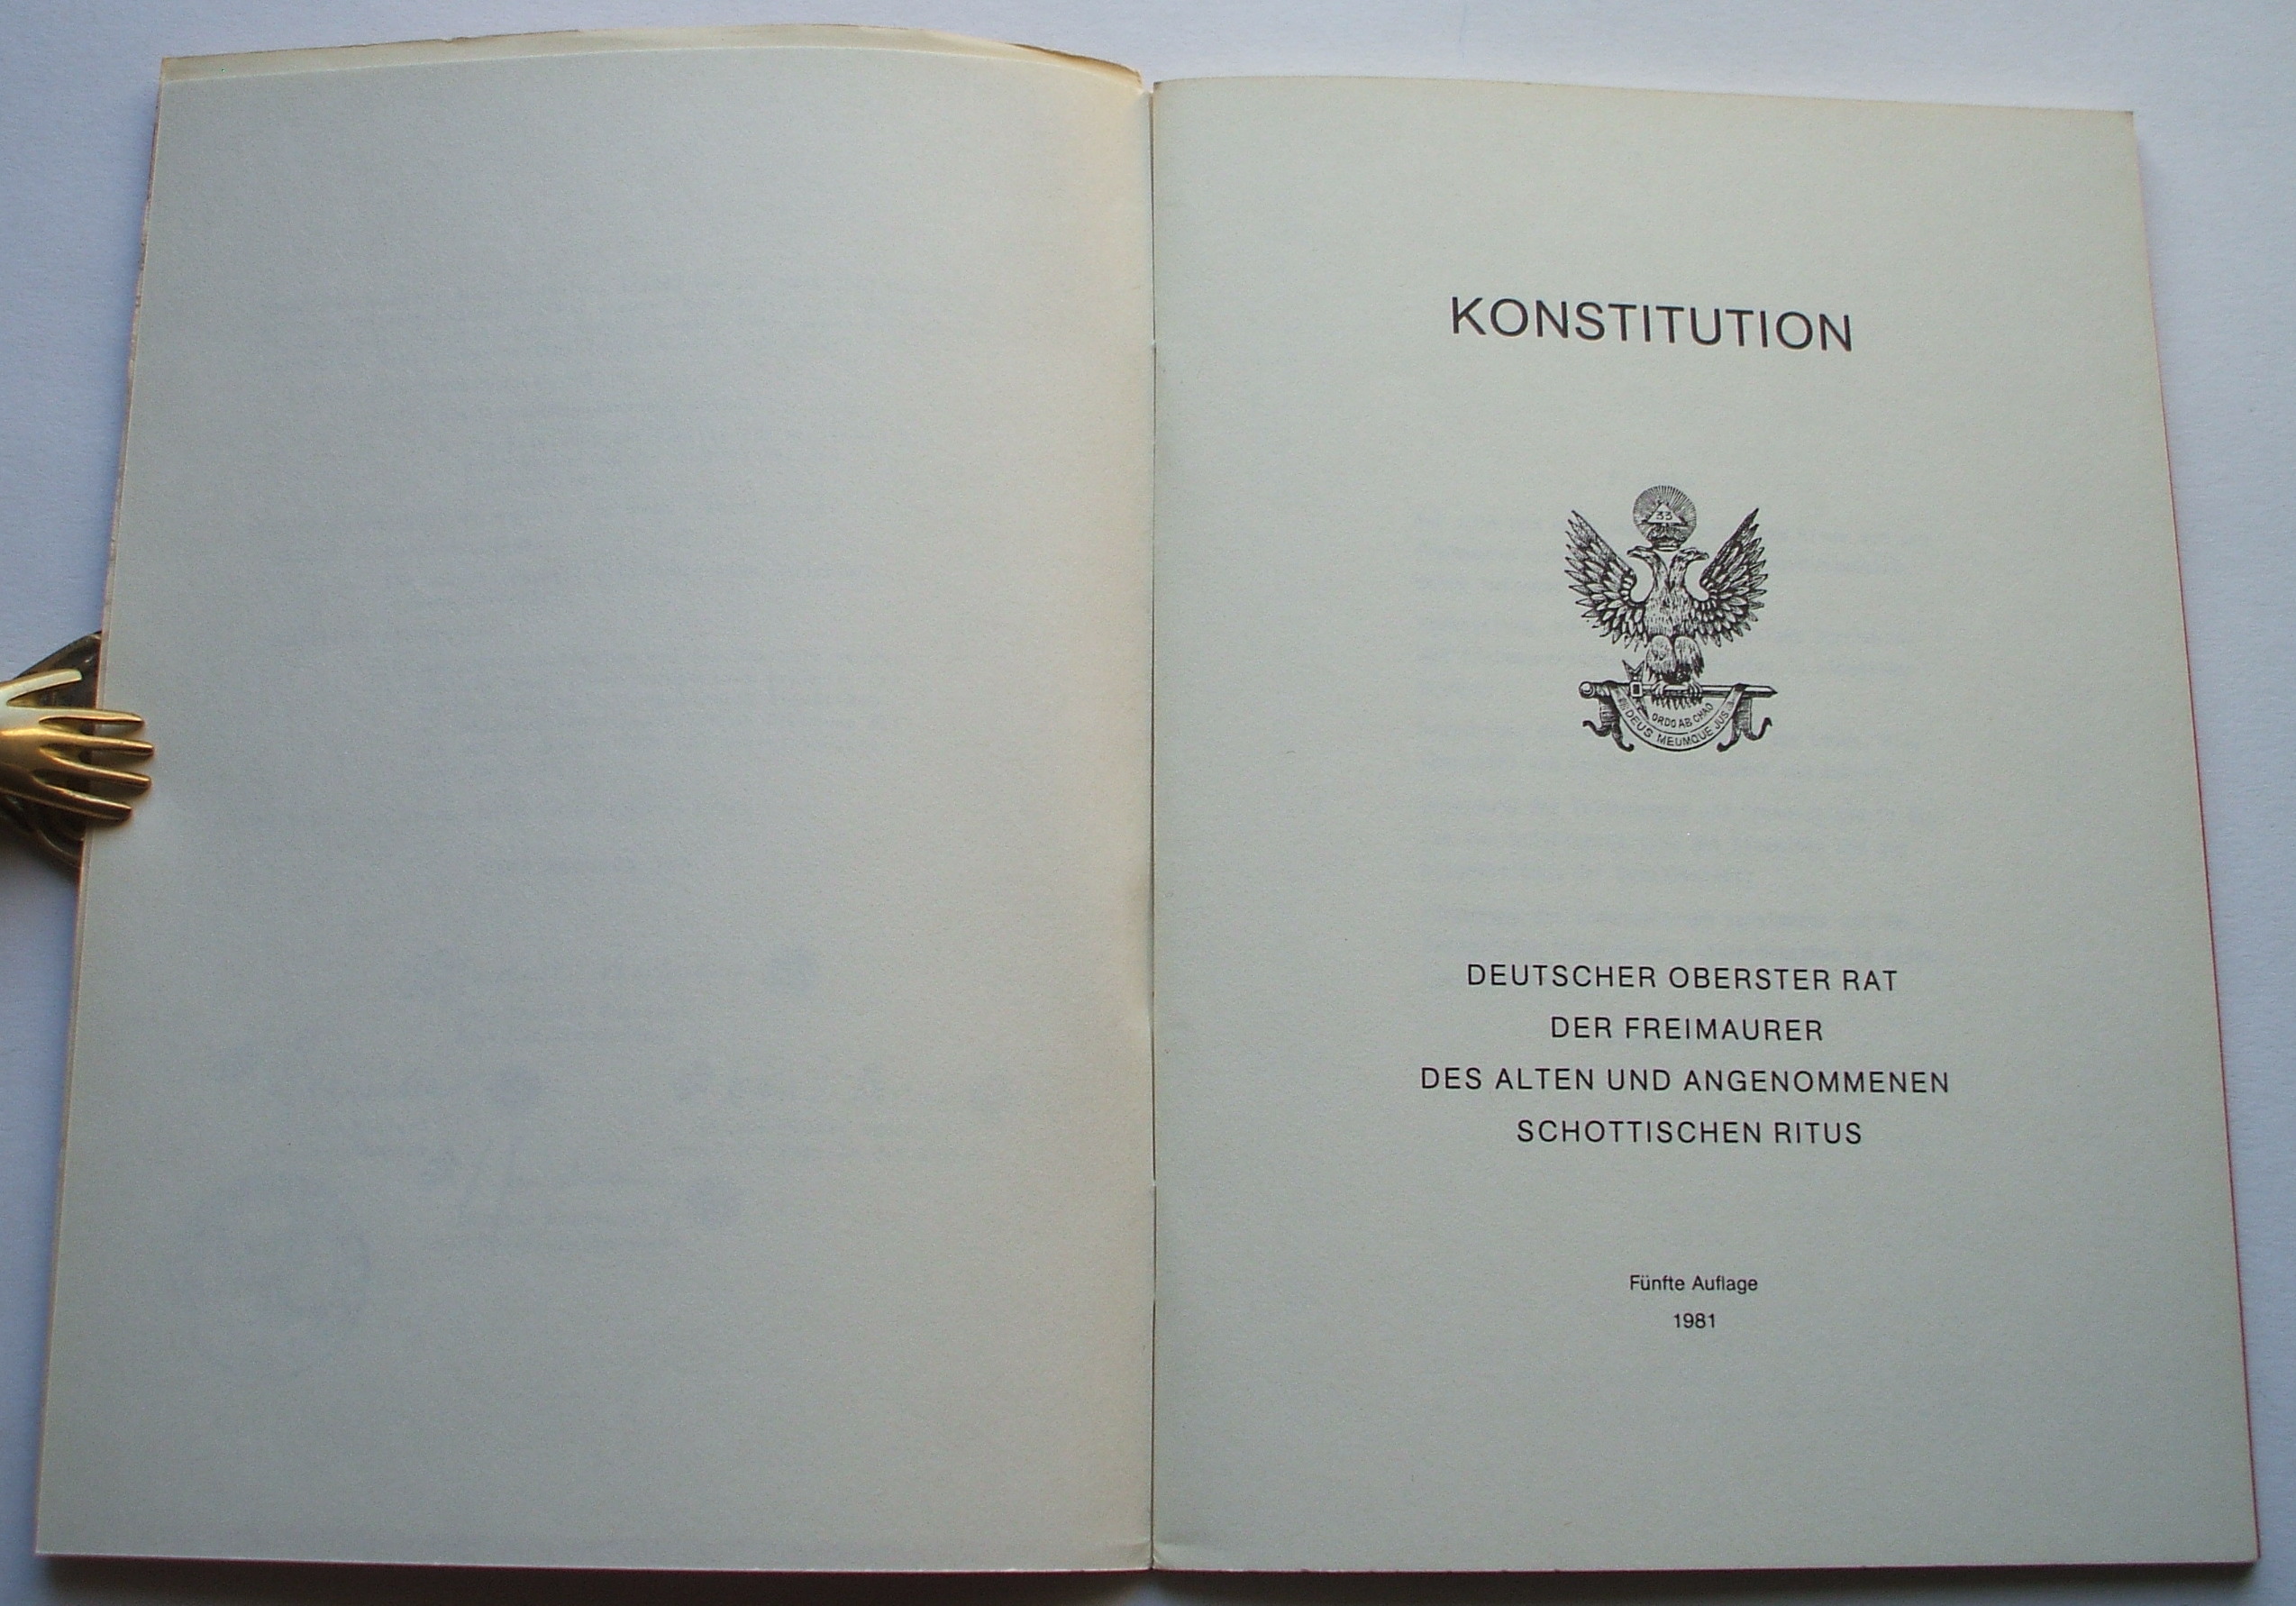 KONSTITUTION
33
ORDO AB CHAO
DEUS MEUMQUE JUS
DEUTSCHER OBERSTER RAT
DER FREIMAURER
DES ALTEN UND ANGENOMMENEN
SCHOTTISCHEN RITUS
Fünfte Auflage
1981